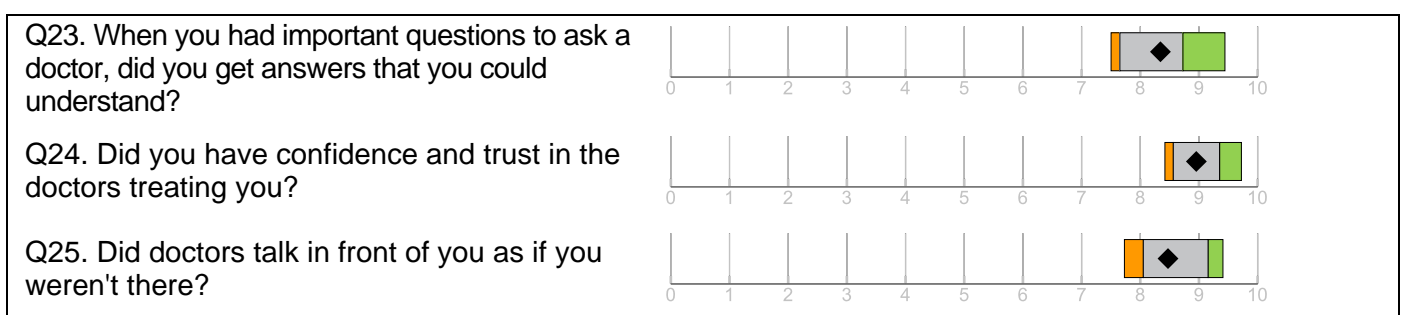 Q23. When you had important questions to ask a
doctor, did you get answers that you could
understand?
0 1 2 3 4 5 6 7 8 9 10
Q24. Did you have confidence and trust in the
doctors treating you?
0 1 2 3 4 5 6 7 8 9 10
Q25. Did doctors talk in front of you as if you
weren't there?
0 1 2 3 4 5 6 7 8 9 10